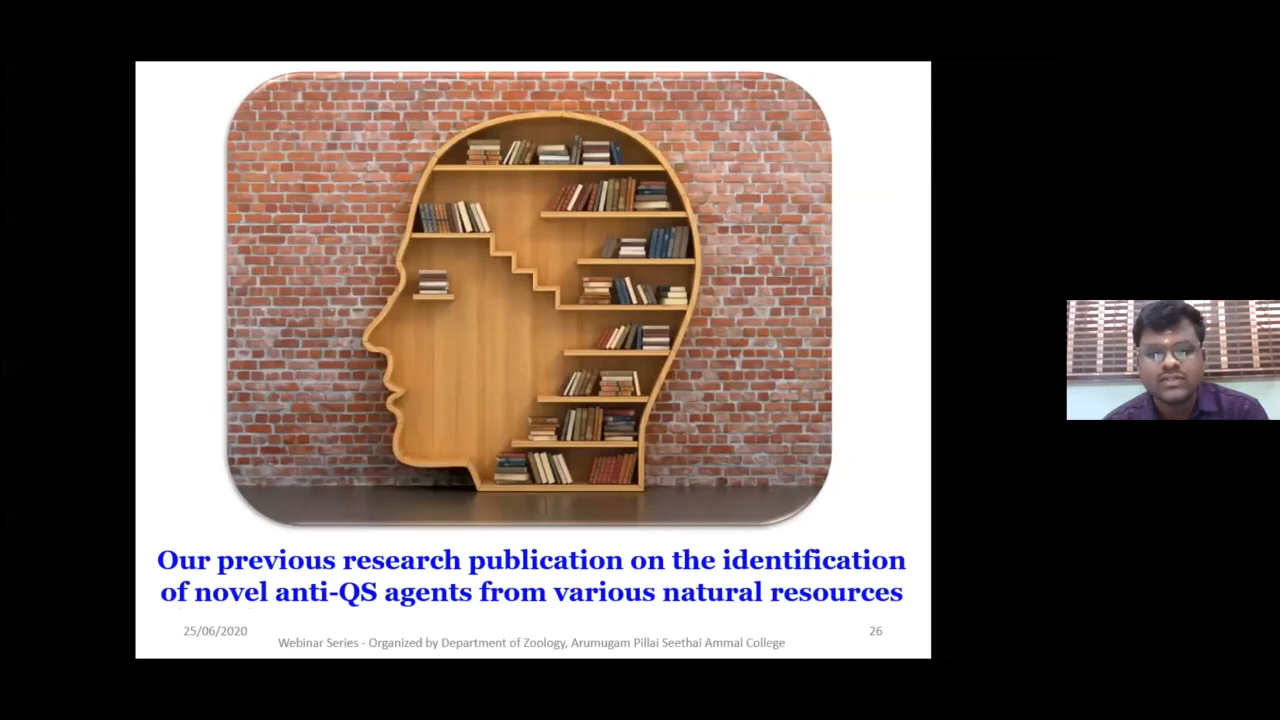 Our previous research publication on the identification
of novel anti-QS agents from various natural resources
25/06/2020
26
Webinar Series - Organized by Department of Zoology, Arumugam Pillai Seethai Ammal College